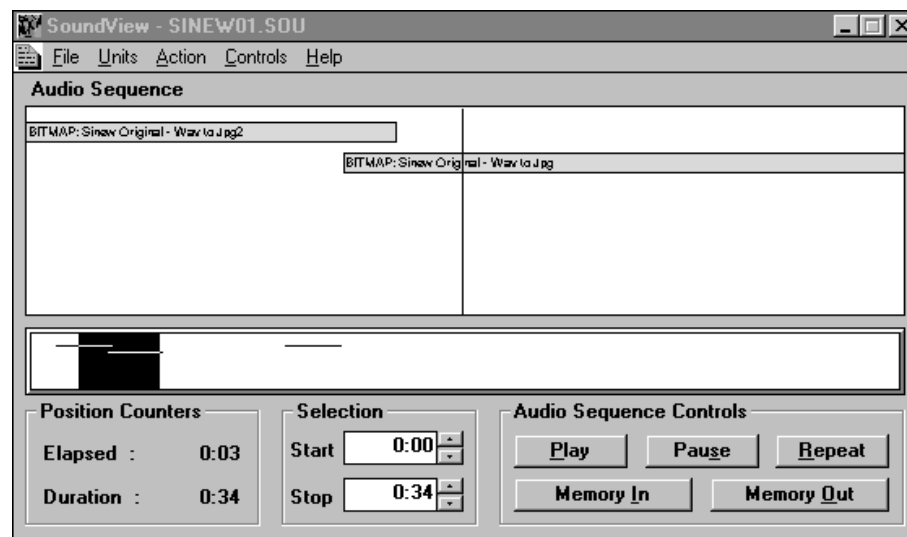 SoundView - SINEW01.SOU
File Units Action Controls Help
Audio Sequence
BITMAP: Sinew Original - Wav to Jpg2
BITMAP: Sinew Original - Wav to Jpg
Position Counters
Elapsed : 0:03
Duration : 0:34
Selection
Start 0:00
Stop 0:34
Audio Sequence Controls
Play Pause Repeat
Memory In Memory Out